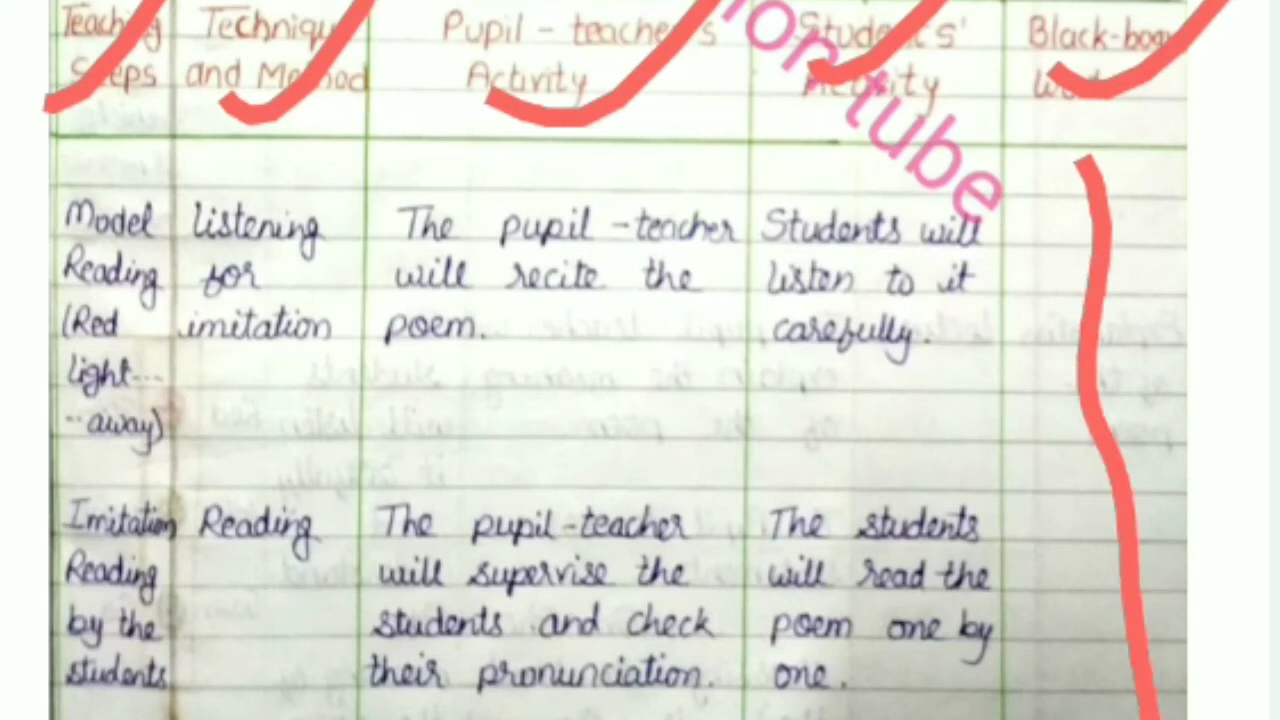 Teaching Steps
Technique and Method
Pupil - teacher's Activity
Students' Activity
Black-board
Model Reading (Red light... ...away)
listening for imitation
The pupil - teacher will recite the poem.
Students will listen to it carefully.
Imitation Reading by the students
Reading
The pupil - teacher will supervise the students and check their pronunciation.
The students will read the poem one by one.
tube